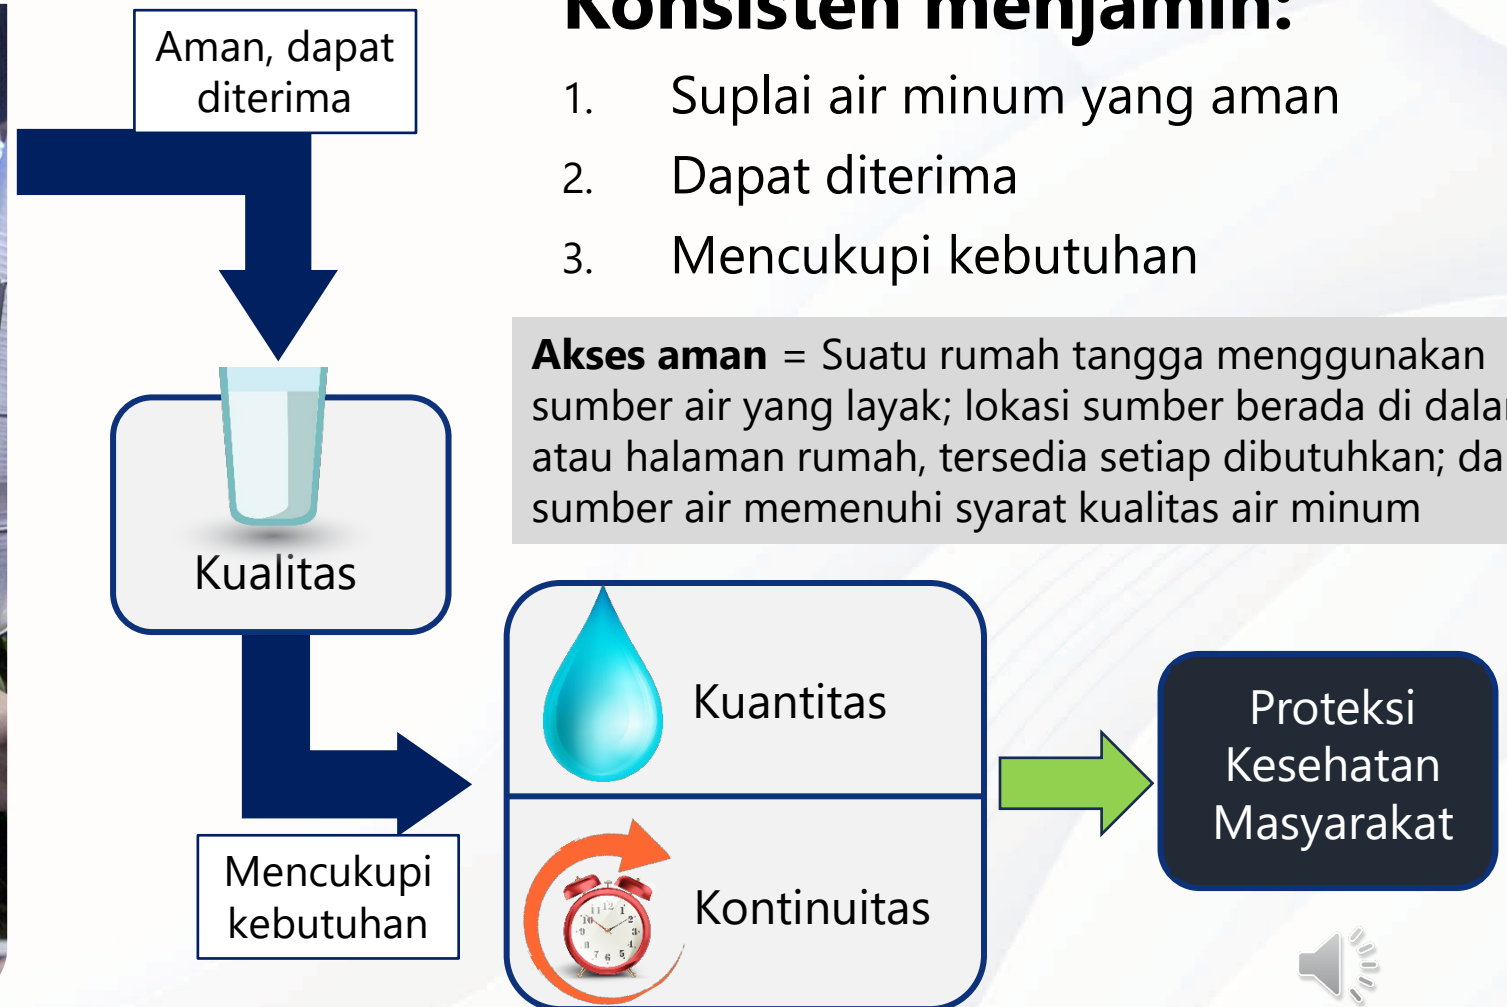 Konsisten menjamin:
1. Suplai air minum yang aman
2. Dapat diterima
3. Mencukupi kebutuhan
Aman, dapat
diterima
Akses aman = Suatu rumah tangga menggunakan
sumber air yang layak; lokasi sumber berada di
atau halaman rumah, tersedia setiap dibutuhkan;
sumber air memenuhi syarat kualitas air minum
Kualitas
Mencukupi
kebutuhan
Kuantitas
Kontinuitas
Proteksi
Kesehatan
Masyarakat